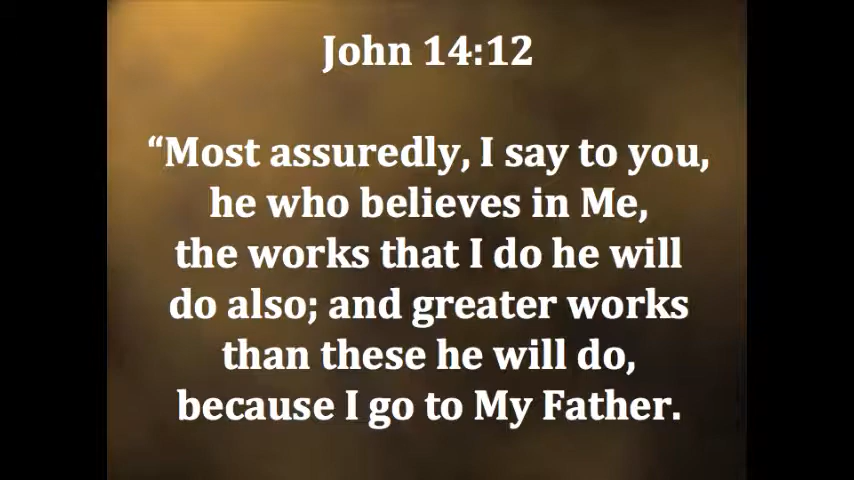 John 14:12
“Most assuredly, I say to you,
he who believes in Me,
the works that I do he will
do also; and greater works
than these he will do,
because I go to My Father.